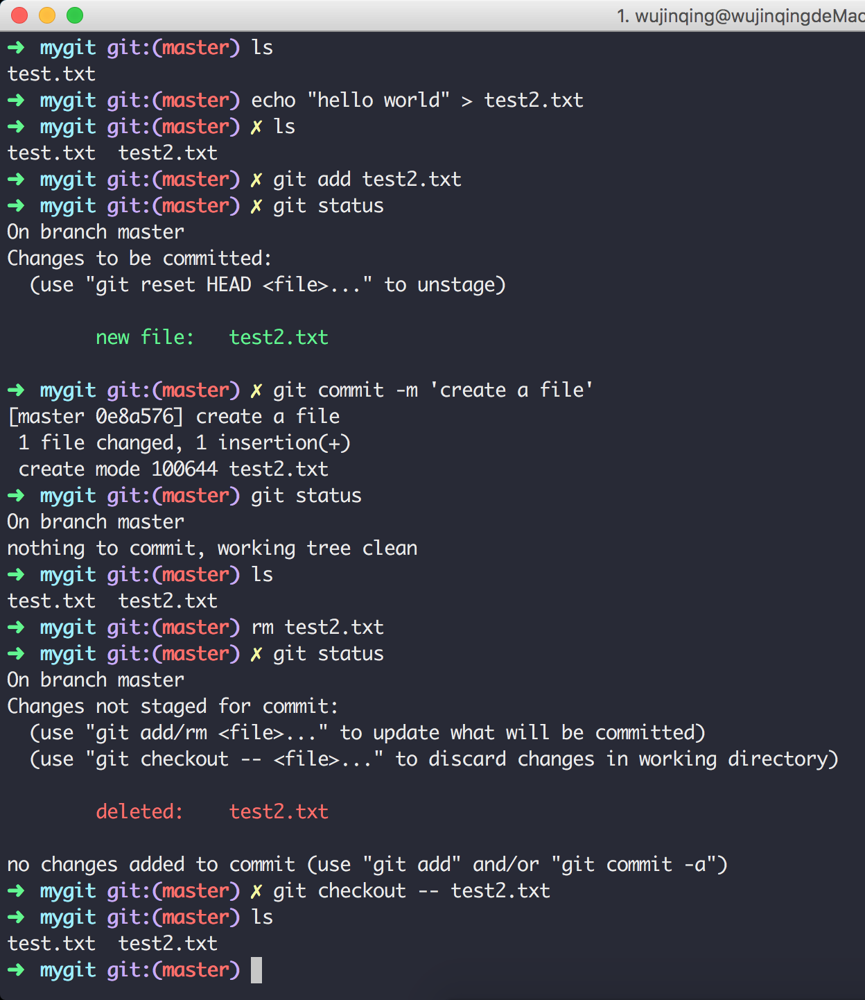 1. wujinqing@wujinqingdeMac
➜ mygit git:(master) ls
test.txt
➜ mygit git:(master) echo "hello world" > test2.txt
➜ mygit git:(master) ✗ ls
test.txt  test2.txt
➜ mygit git:(master) ✗ git add test2.txt
➜ mygit git:(master) ✗ git status
On branch master
Changes to be committed:
  (use "git reset HEAD <file>..." to unstage)
        new file:   test2.txt
➜ mygit git:(master) ✗ git commit -m 'create a file'
[master 0e8a576] create a file
 1 file changed, 1 insertion(+)
 create mode 100644 test2.txt
➜ mygit git:(master) git status
On branch master
nothing to commit, working tree clean
➜ mygit git:(master) ls
test.txt  test2.txt
➜ mygit git:(master) rm test2.txt
➜ mygit git:(master) ✗ git status
On branch master
Changes not staged for commit:
  (use "git add/rm <file>..." to update what will be committed)
  (use "git checkout -- <file>..." to discard changes in working directory)
        deleted:    test2.txt
no changes added to commit (use "git add" and/or "git commit -a")
➜ mygit git:(master) ✗ git checkout -- test2.txt
➜ mygit git:(master) ls
test.txt  test2.txt
➜ mygit git:(master)